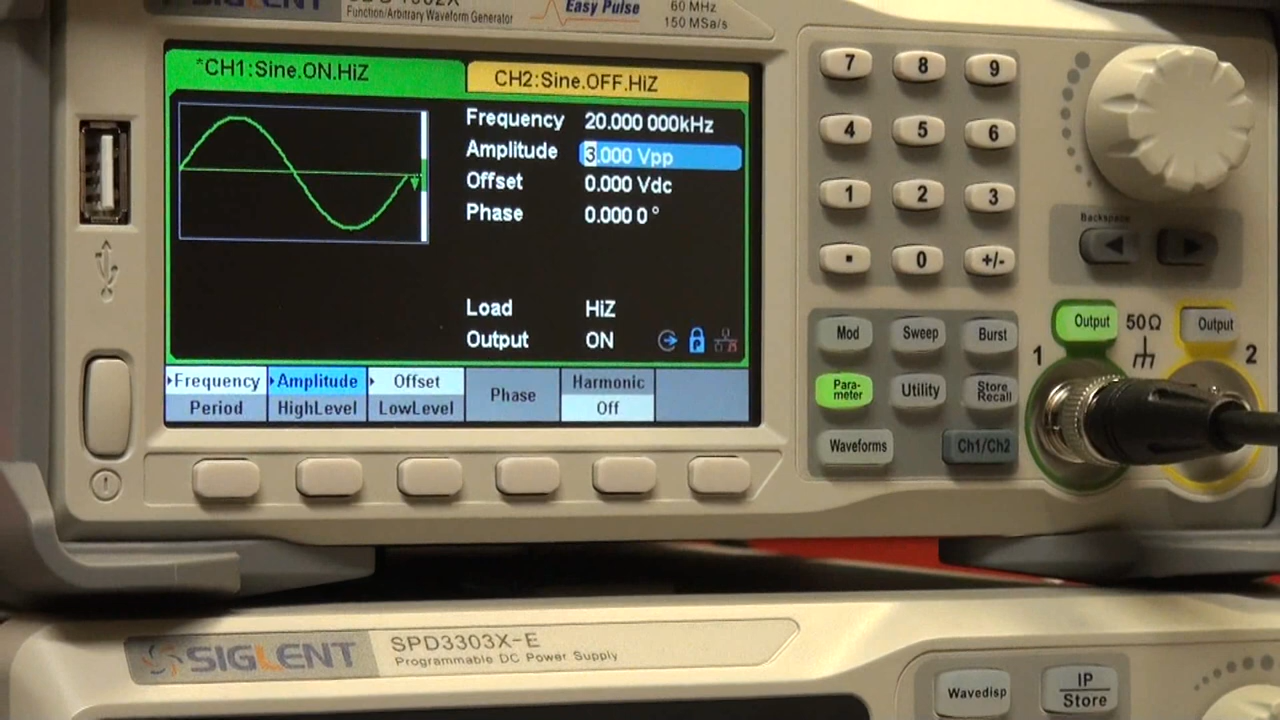 SIGLENT
Function/Arbitrary Waveform Generator
Easy Pulse
60 MHz
150 MSa/s
*CH1:Sine.ON.HiZ
CH2:Sine.OFF.HiZ
Frequency 20.000 000kHz
Amplitude 3.000 Vpp
Offset 0.000 Vdc
Phase 0.000 0 °
Load HiZ
Output ON
Frequency Amplitude Offset Phase Harmonic
Period HighLevel LowLevel Off
7 8 9
4 5 6
1 2 3
. 0 +/-
Backspace
Mod Sweep Burst
Para-
meter
Utility
Store
Recall
Waveforms Ch1/Ch2
Output 50Ω Output
1 2
SIGLENT SPD3303X-E
Programmable DC Power Supply
Wavedisp
IP
Store